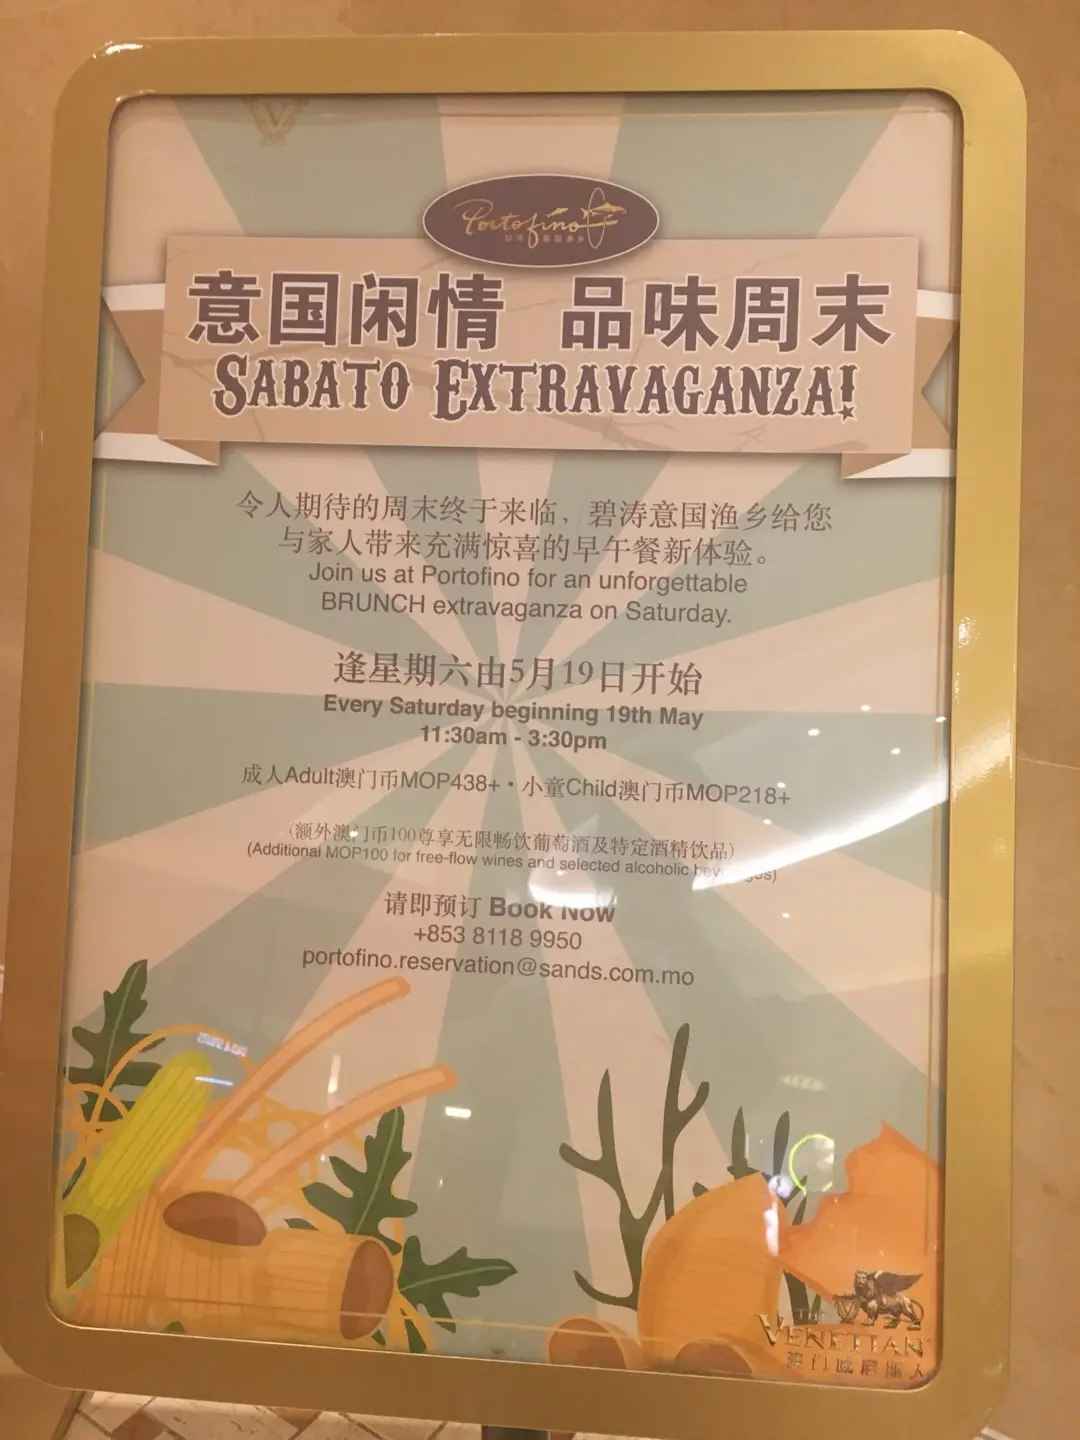 Portofino
意国闲情 品味周末
SABATO EXTRAVAGANZA!
令人期待的周末终于来临，碧涛意国渔乡给您
与家人带来充满惊喜的早午餐新体验。
Join us at Portofino for an unforgettable
BRUNCH extravaganza on Saturday.
逢星期六由5月19日开始
Every Saturday beginning 19th May
11:30am - 3:30pm
成人Adult澳门币MOP438+・小童Child澳门币MOP218+
(额外澳门币100尊享无限畅饮葡萄酒及特定酒精饮品)
(Additional MOP100 for free-flow wines and selected alcoholic
请即预订 Book Now
+853 8118 9950
portofino.reservation@sands.com.mo
THE
VENETIAN
澳门威尼斯人